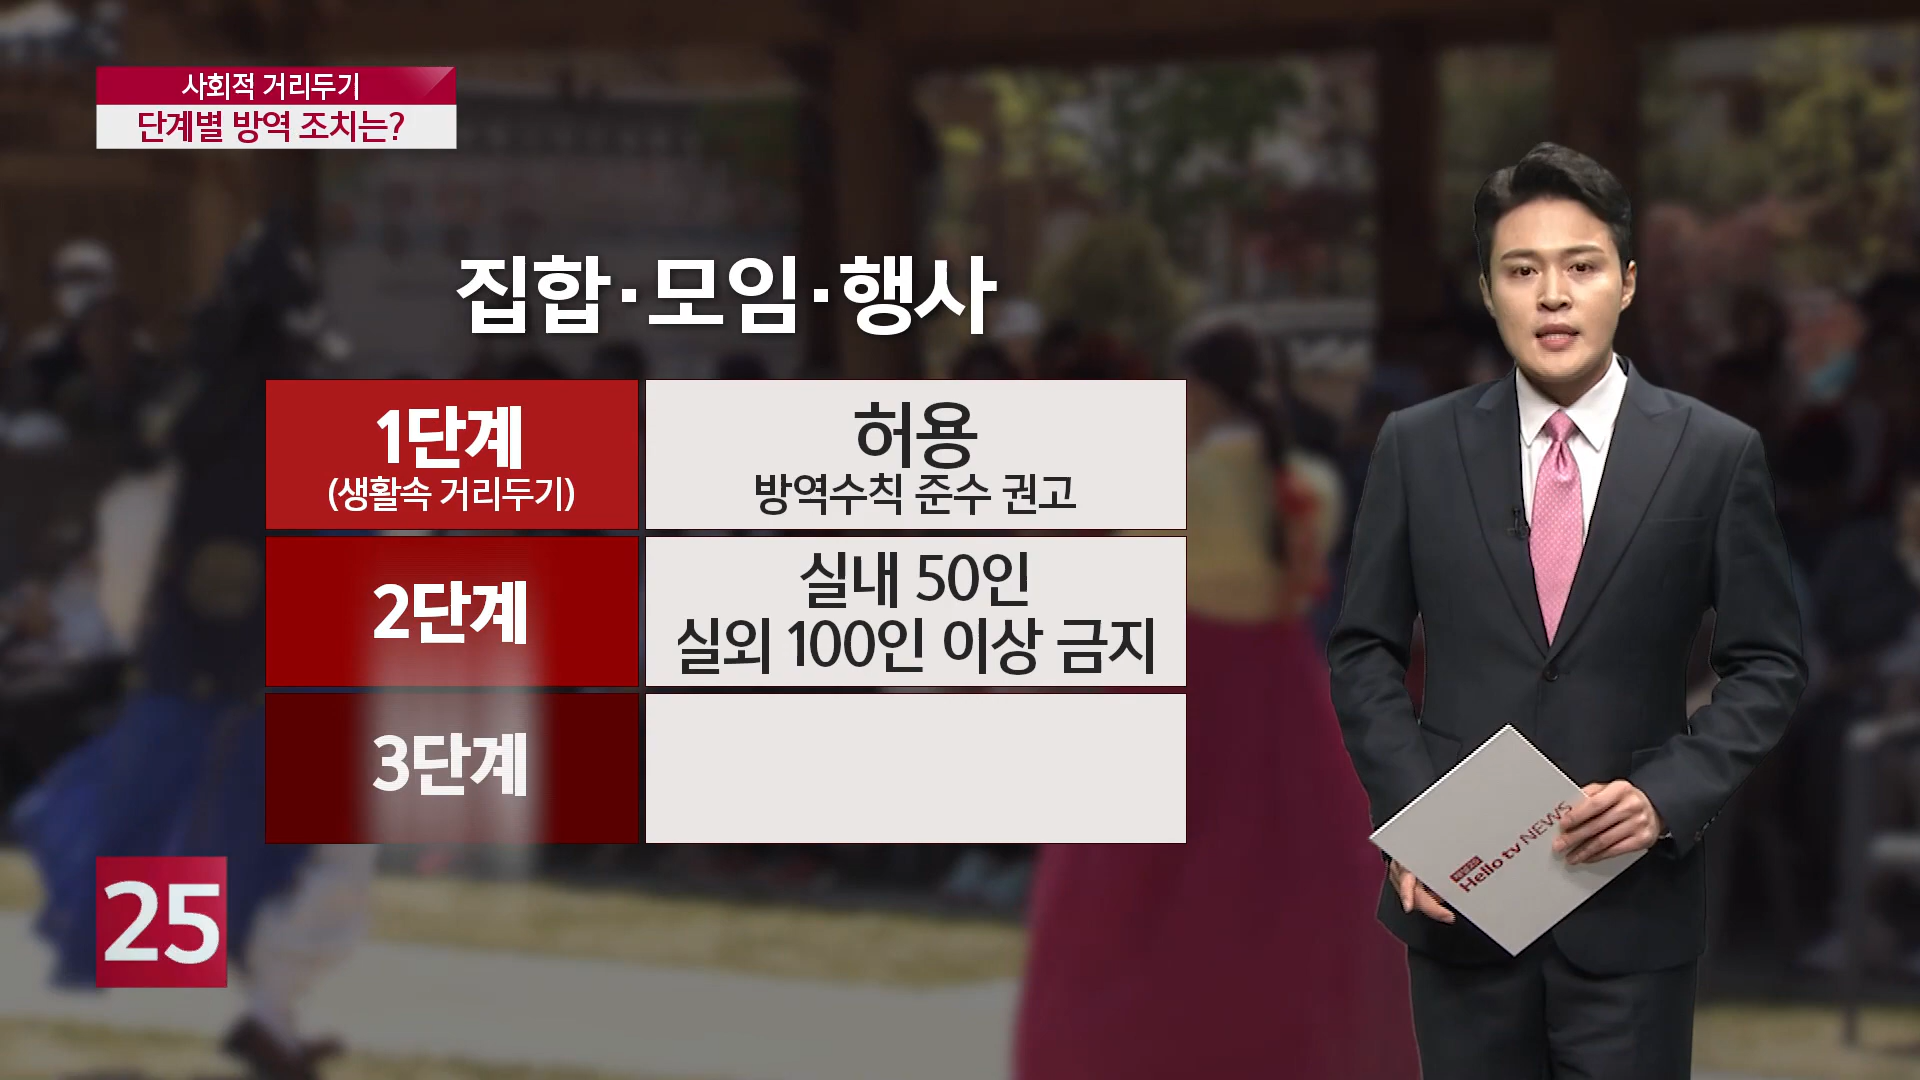 사회적 거리두기
단계별 방역 조치는?
집합·모임·행사
1단계
(생활속 거리두기)
허용
방역수칙 준수 권고
2단계
실내 50인
실외 100인 이상 금지
3단계
25
Hello tv NEWS